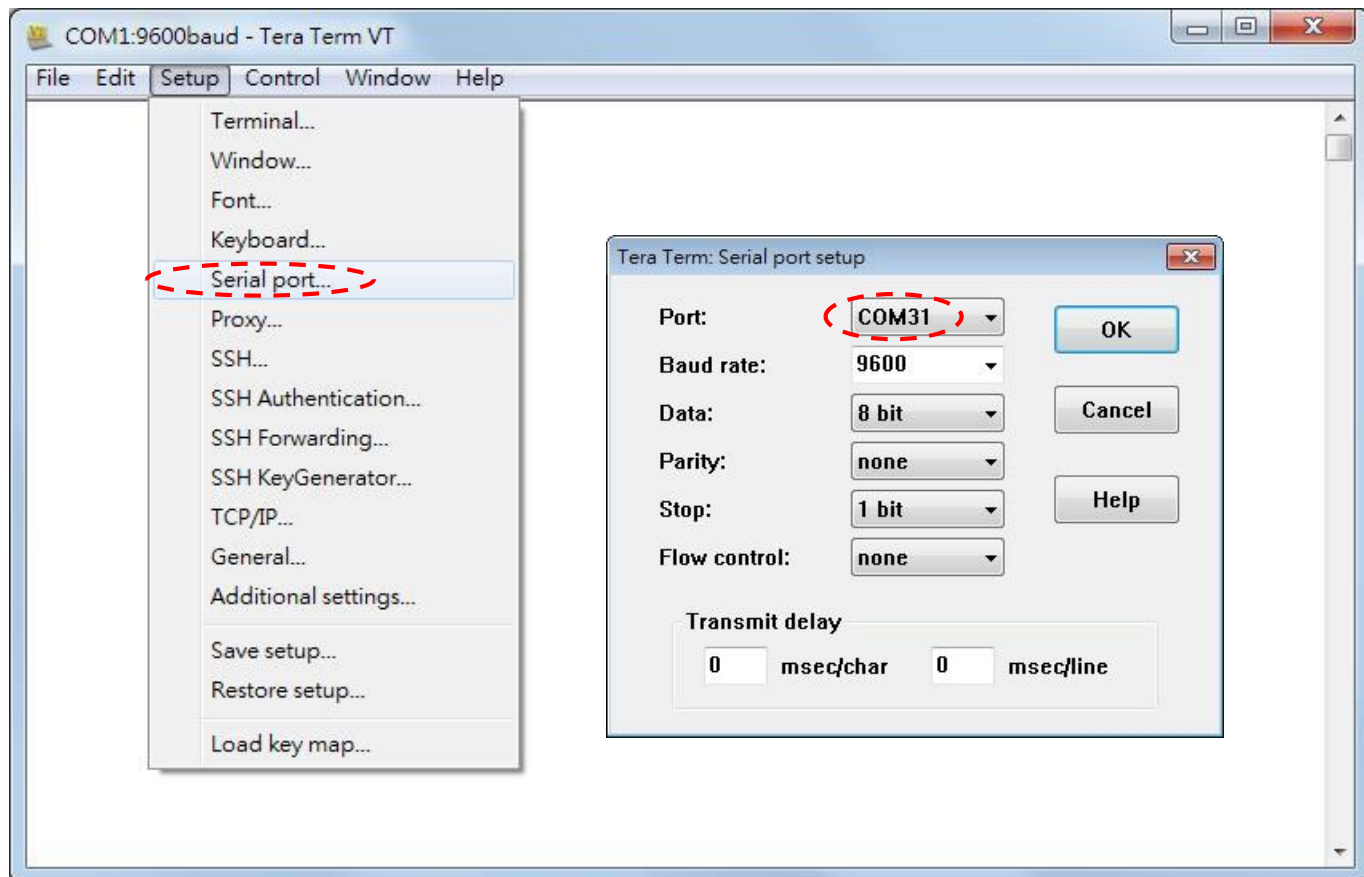 COM1:9600baud - Tera Term VT
File Edit Setup Control Window Help
Terminal...
Window...
Font...
Keyboard...
Serial port...
Proxy...
SSH...
SSH Authentication...
SSH Forwarding...
SSH KeyGenerator...
TCP/IP...
General...
Additional settings...
Save setup...
Restore setup...
Load key map...
Tera Term: Serial port setup
Port: COM31 OK
Baud rate: 9600
Data: 8 bit Cancel
Parity: none
Stop: 1 bit Help
Flow control: none
Transmit delay
0 msec/char 0 msec/line